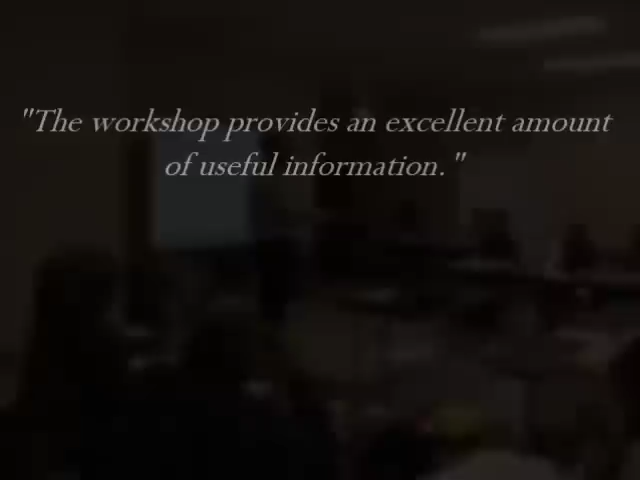 "The workshop provides an excellent amount
of useful information."